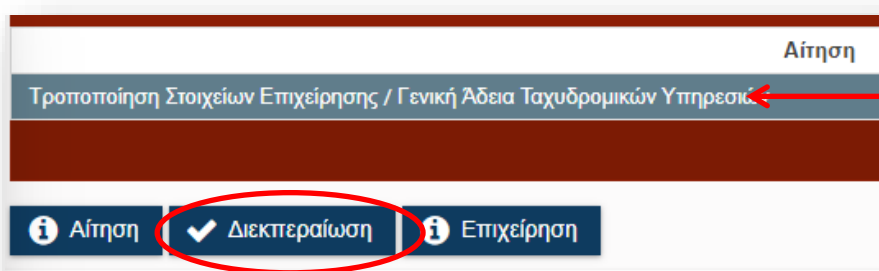 Αίτηση
Τροποποίηση Στοιχείων Επιχείρησης / Γενική Άδεια Ταχυδρομικών Υπηρεσιών
Αίτηση Διεκπεραίωση Επιχείρηση